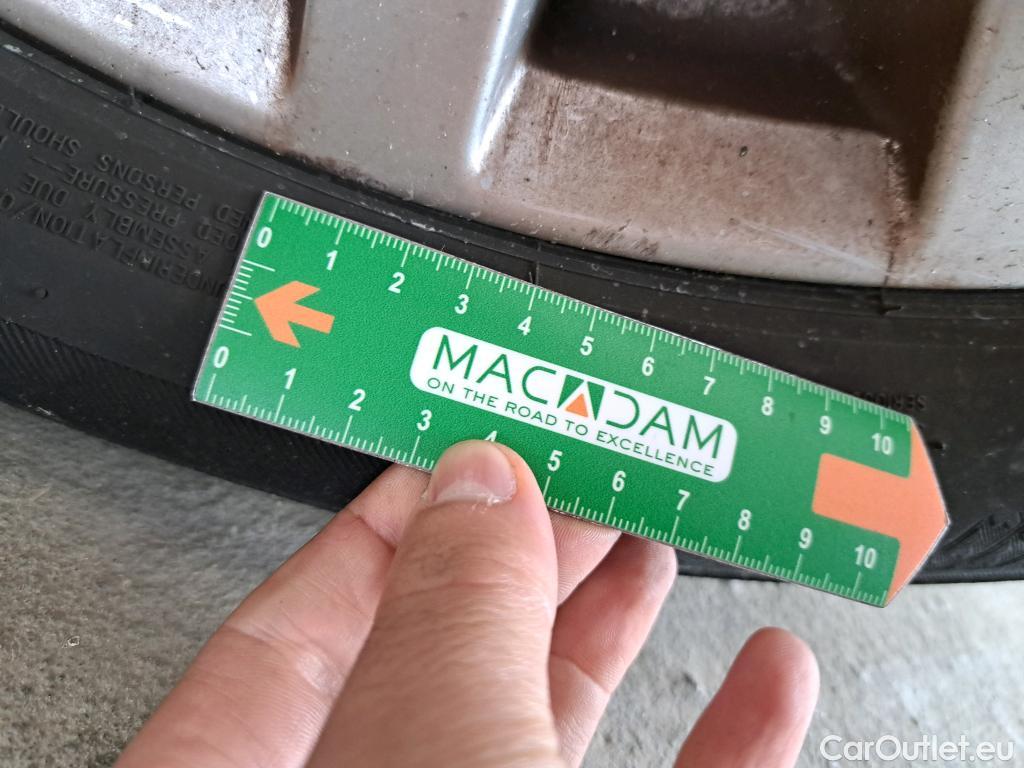 UNDERINFLATION/O
ASSEMBLY DUE
PRESSURE
PERSONS SHOUL
0 1 2 3 4 5 6 7 8 9 10
MACADAM
ON THE ROAD TO EXCELLENCE
0 1 2 3 4 5 6 7 8 9 10
CarOutlet.eu